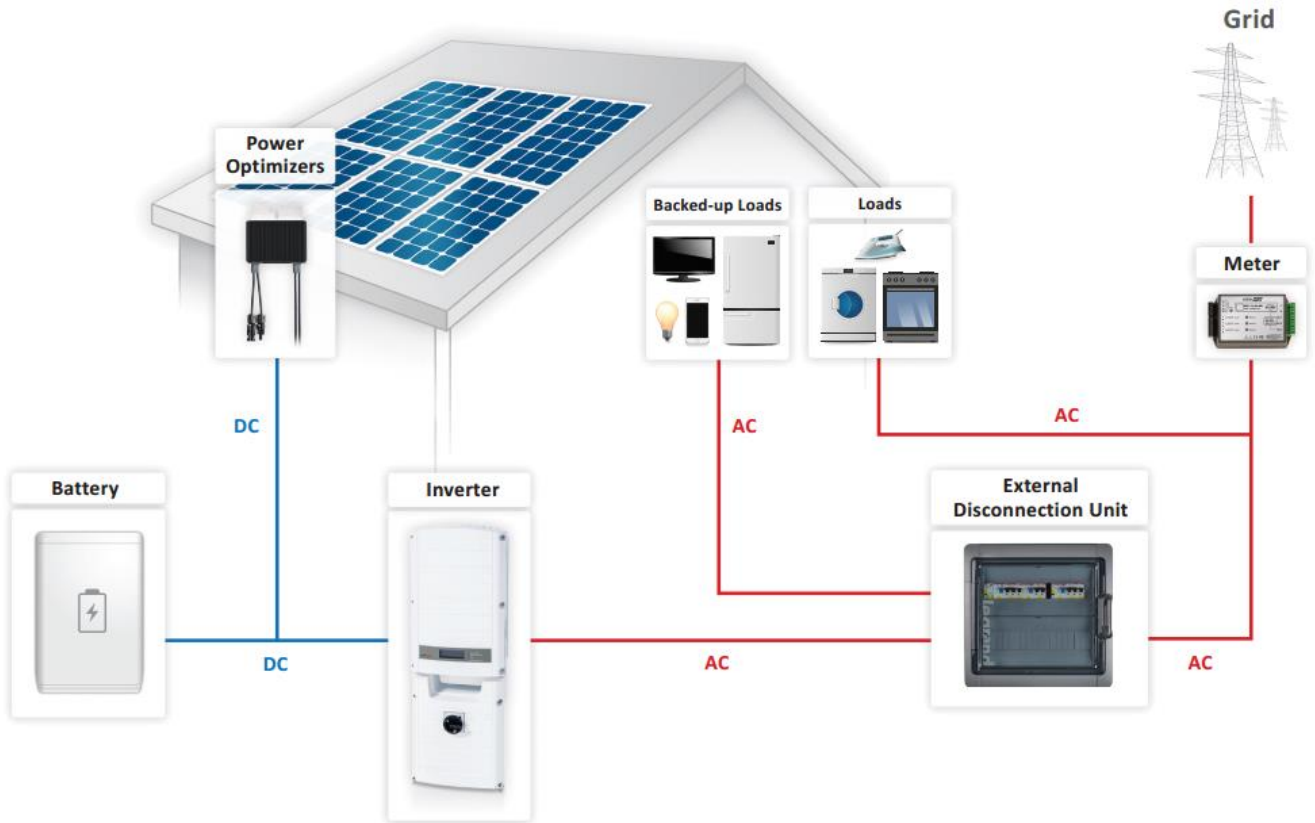 Grid
Power
Optimizers
Backed-up Loads
Loads
Meter
DC
AC
AC
Battery
Inverter
External
Disconnection Unit
legrand
DC
AC
AC